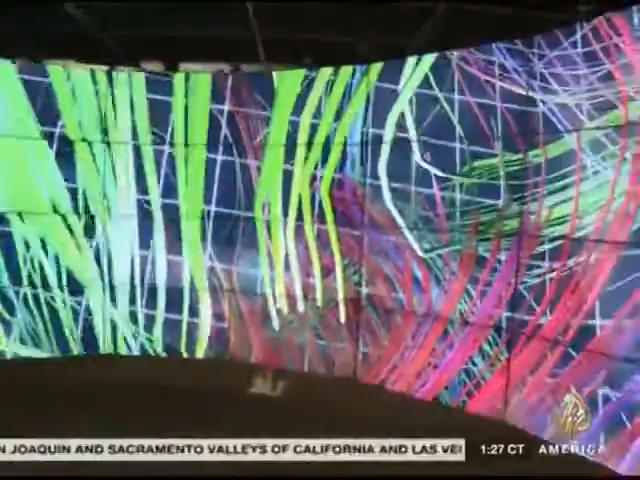 N JOAQUIN AND SACRAMENTO VALLEYS OF CALIFORNIA AND LAS VE
1:27 CT
AMERICA